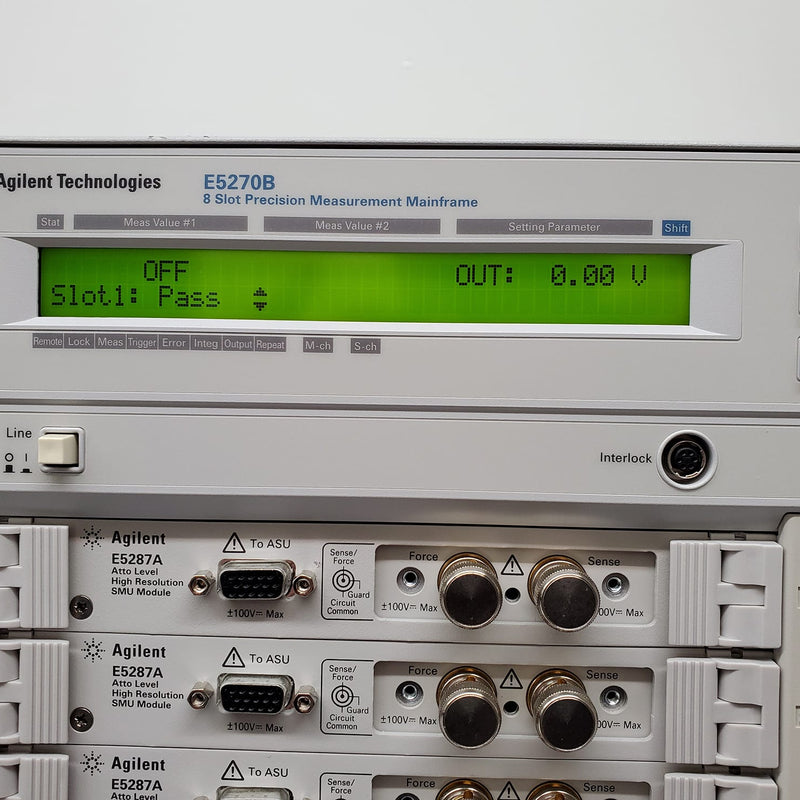 Agilent Technologies
E5270B
8 Slot Precision Measurement Mainframe
Stat Meas Value #1 Meas Value #2 Setting Parameter Shift
OFF OUT: 0.00 V
Slot1: Pass
Remote Lock Meas Trigger Error Integ Output Repeat M-ch S-ch
Line
Interlock
O I
Agilent
E5287A
Atto Level
High Resolution
SMU Module
To ASU
±100V⎓ Max
Sense/
Force
Guard
Circuit
Common
Force
±100V⎓ Max
Sense
00V⎓ Max
Agilent
E5287A
Atto Level
High Resolution
SMU Module
To ASU
±100V⎓ Max
Sense/
Force
Guard
Circuit
Common
Force
±100V⎓ Max
Sense
00V⎓ Max
Agilent
E5287A
Atto Level
To ASU
Sense/
Force
Force
Sense